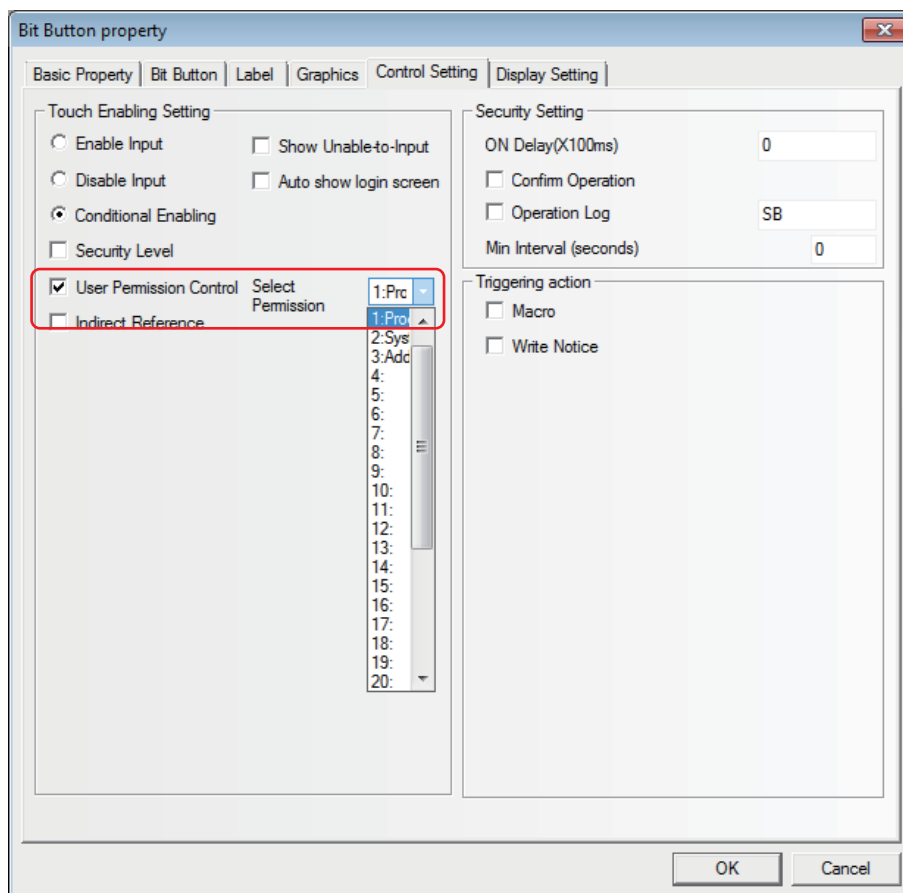 Bit Button property
Basic Property Bit Button Label Graphics Control Setting Display Setting
Touch Enabling Setting
Enable Input Show Unable-to-Input
Disable Input Auto show login screen
Conditional Enabling
Security Level
User Permission Control Select Permission 1:Prc
Indirect Reference
1:Pro
2:Sys
3:Add
4:
5:
6:
7:
8:
9:
10:
11:
12:
13:
14:
15:
16:
17:
18:
19:
20:
Security Setting
ON Delay(X100ms) 0
Confirm Operation
Operation Log SB
Min Interval (seconds) 0
Triggering action
Macro
Write Notice
OK Cancel